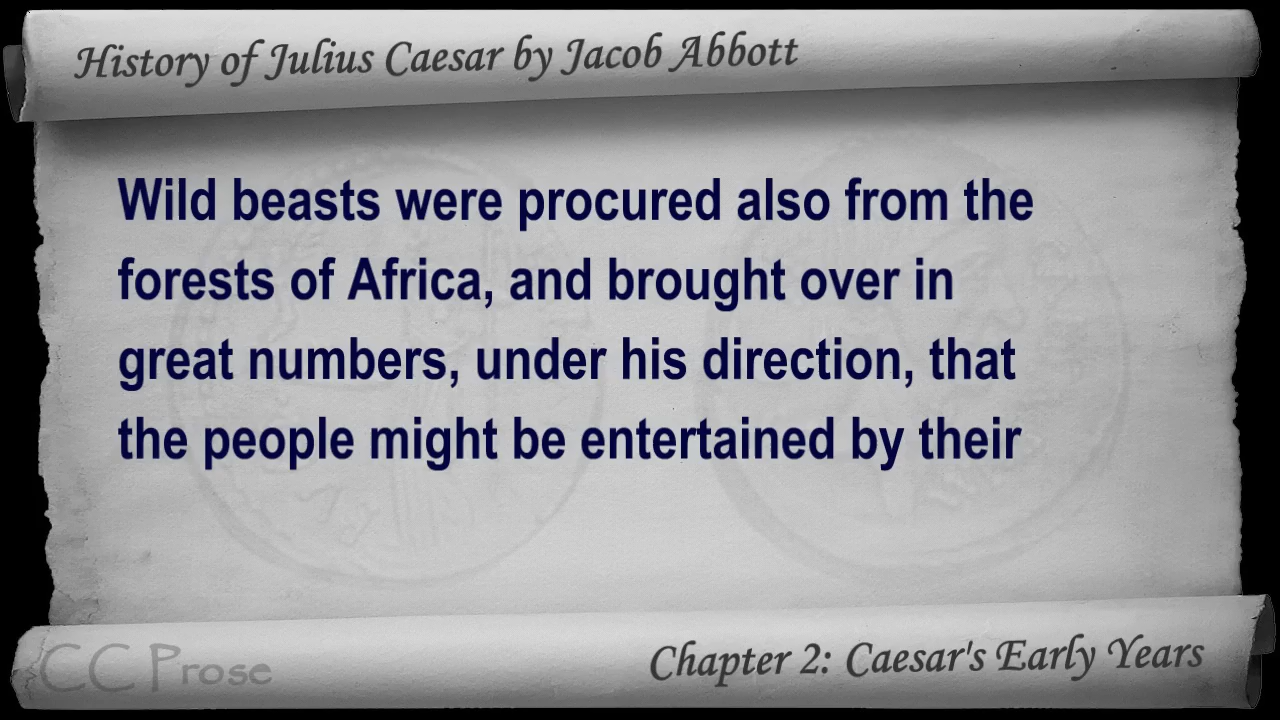 History of Julius Caesar by Jacob Abbott
Wild beasts were procured also from the
forests of Africa, and brought over in
great numbers, under his direction, that
the people might be entertained by their
CC Prose
Chapter 2: Caesar's Early Years